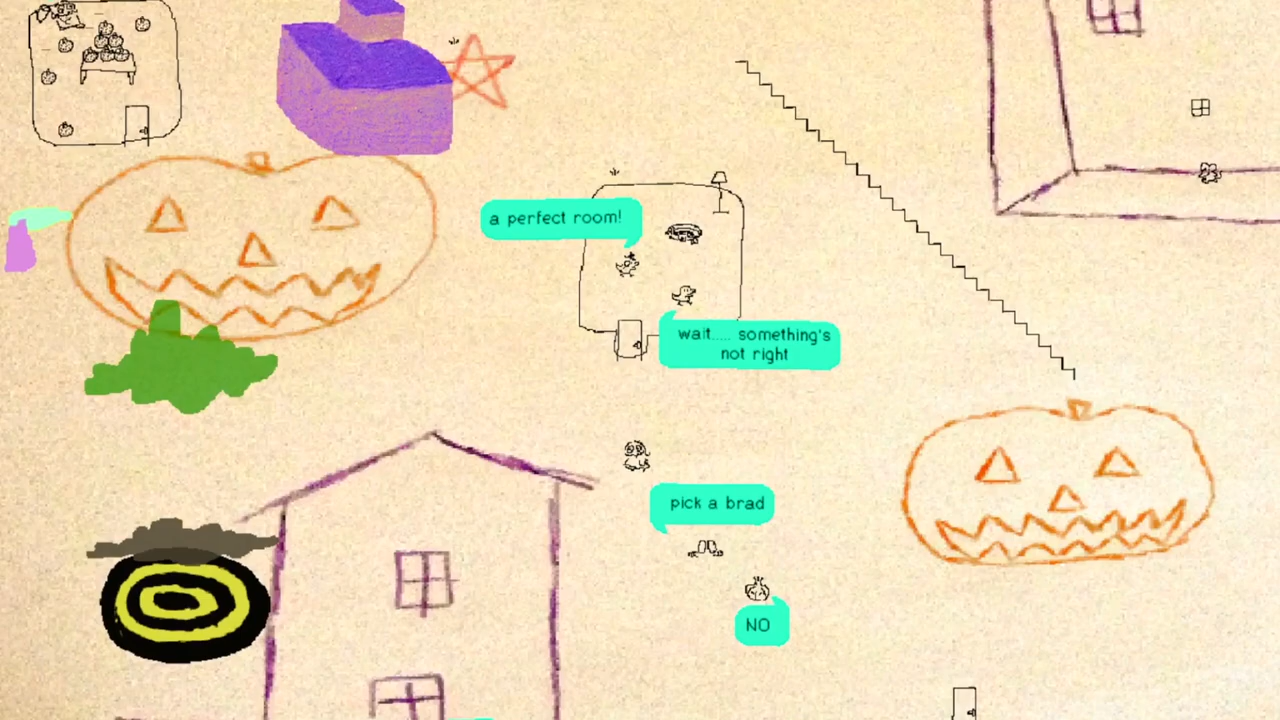 a perfect room!
wait..... something's
not right
pick a brad
NO